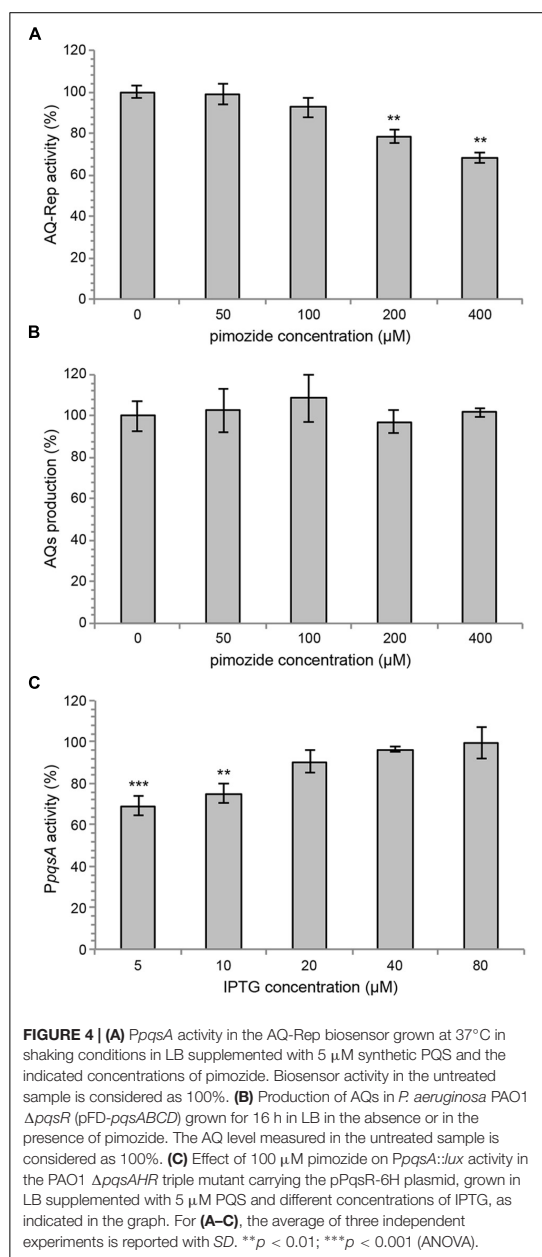 A
120
100
80
60
40
20
0
AQ-Rep activity (%)
**
**
0 50 100 200 400
pimozide concentration (µM)
B
120
100
80
60
40
20
0
AQs production (%)
0 50 100 200 400
pimozide concentration (µM)
C
120
100
80
60
40
20
0
PpqsA activity (%)
***
**
5 10 20 40 80
IPTG concentration (µM)
FIGURE 4 | (A) PpqsA activity in the AQ-Rep biosensor grown at 37°C in
shaking conditions in LB supplemented with 5 µM synthetic PQS and the
indicated concentrations of pimozide. Biosensor activity in the untreated
sample is considered as 100%. (B) Production of AQs in P. aeruginosa PAO1
ΔpqsR (pFD-pqsABCD) grown for 16 h in LB in the absence or in the
presence of pimozide. The AQ level measured in the untreated sample is
considered as 100%. (C) Effect of 100 µM pimozide on PpqsA::lux activity in
the PAO1 ΔpqsAHR triple mutant carrying the pPqsR-6H plasmid, grown in
LB supplemented with 5 µM PQS and different concentrations of IPTG, as
indicated in the graph. For (A–C), the average of three independent
experiments is reported with SD. **p < 0.01; ***p < 0.001 (ANOVA).